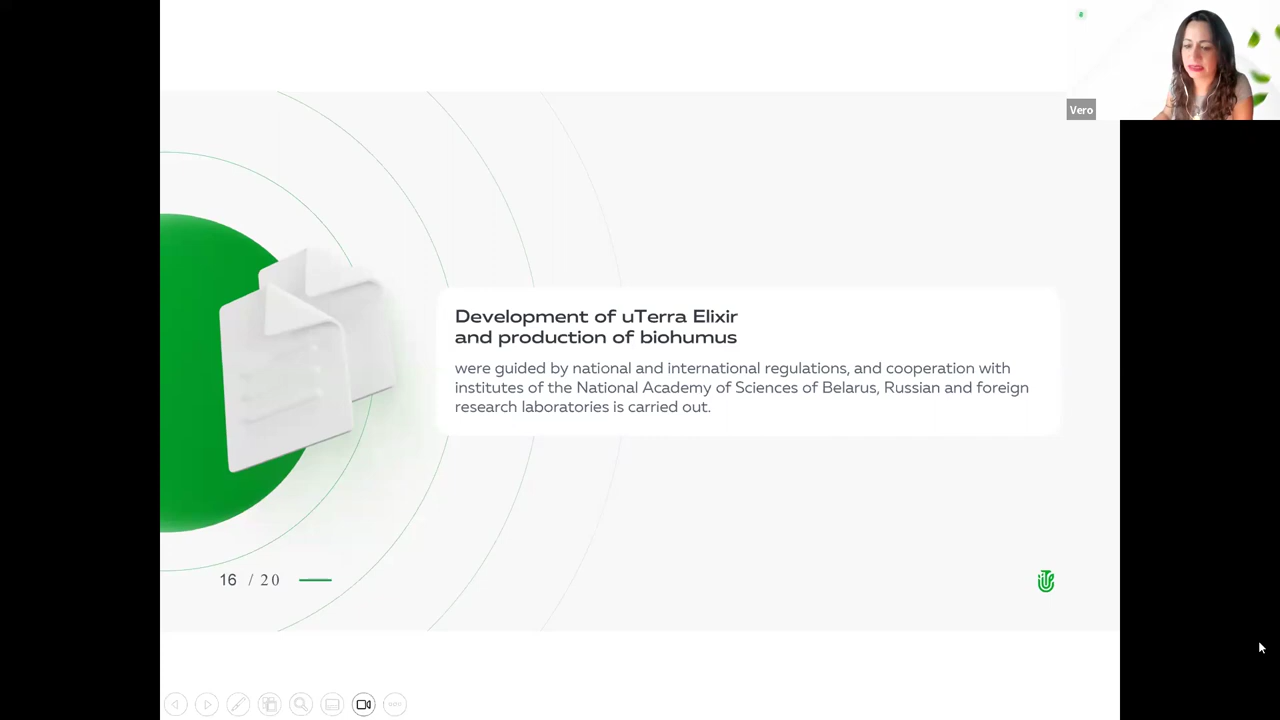 Vero
Development of uTerra Elixir
and production of biohumus
were guided by national and international regulations, and cooperation with
institutes of the National Academy of Sciences of Belarus, Russian and foreign
research laboratories is carried out.
16 / 20